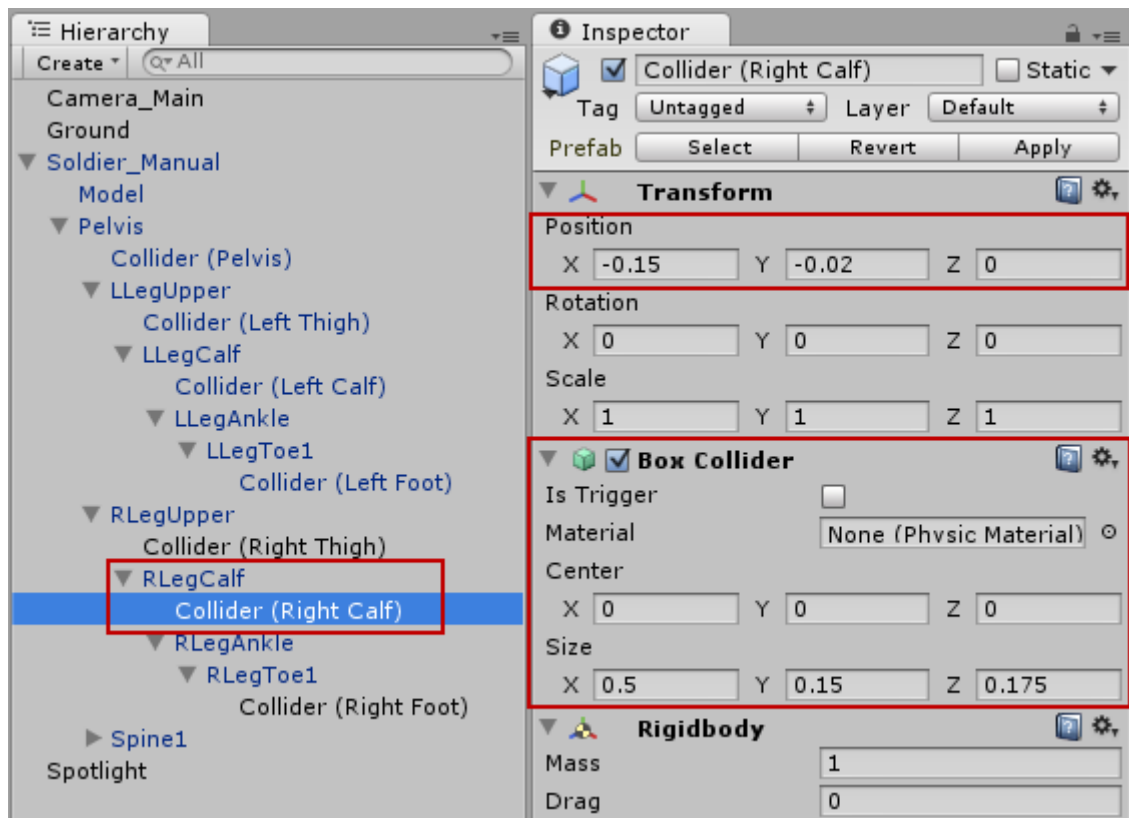 Hierarchy
Create All
Camera_Main
Ground
Soldier_Manual
Model
Pelvis
Collider (Pelvis)
LLegUpper
Collider (Left Thigh)
LLegCalf
Collider (Left Calf)
LLegAnkle
LLegToe1
Collider (Left Foot)
RLegUpper
Collider (Right Thigh)
RLegCalf
Collider (Right Calf)
RLegAnkle
RLegToe1
Collider (Right Foot)
Spine1
Spotlight
Inspector
Collider (Right Calf) Static
Tag Untagged Layer Default
Prefab Select Revert Apply
Transform
Position
X -0.15 Y -0.02 Z 0
Rotation
X 0 Y 0 Z 0
Scale
X 1 Y 1 Z 1
Box Collider
Is Trigger
Material None (Physic Material)
Center
X 0 Y 0 Z 0
Size
X 0.5 Y 0.15 Z 0.175
Rigidbody
Mass 1
Drag 0